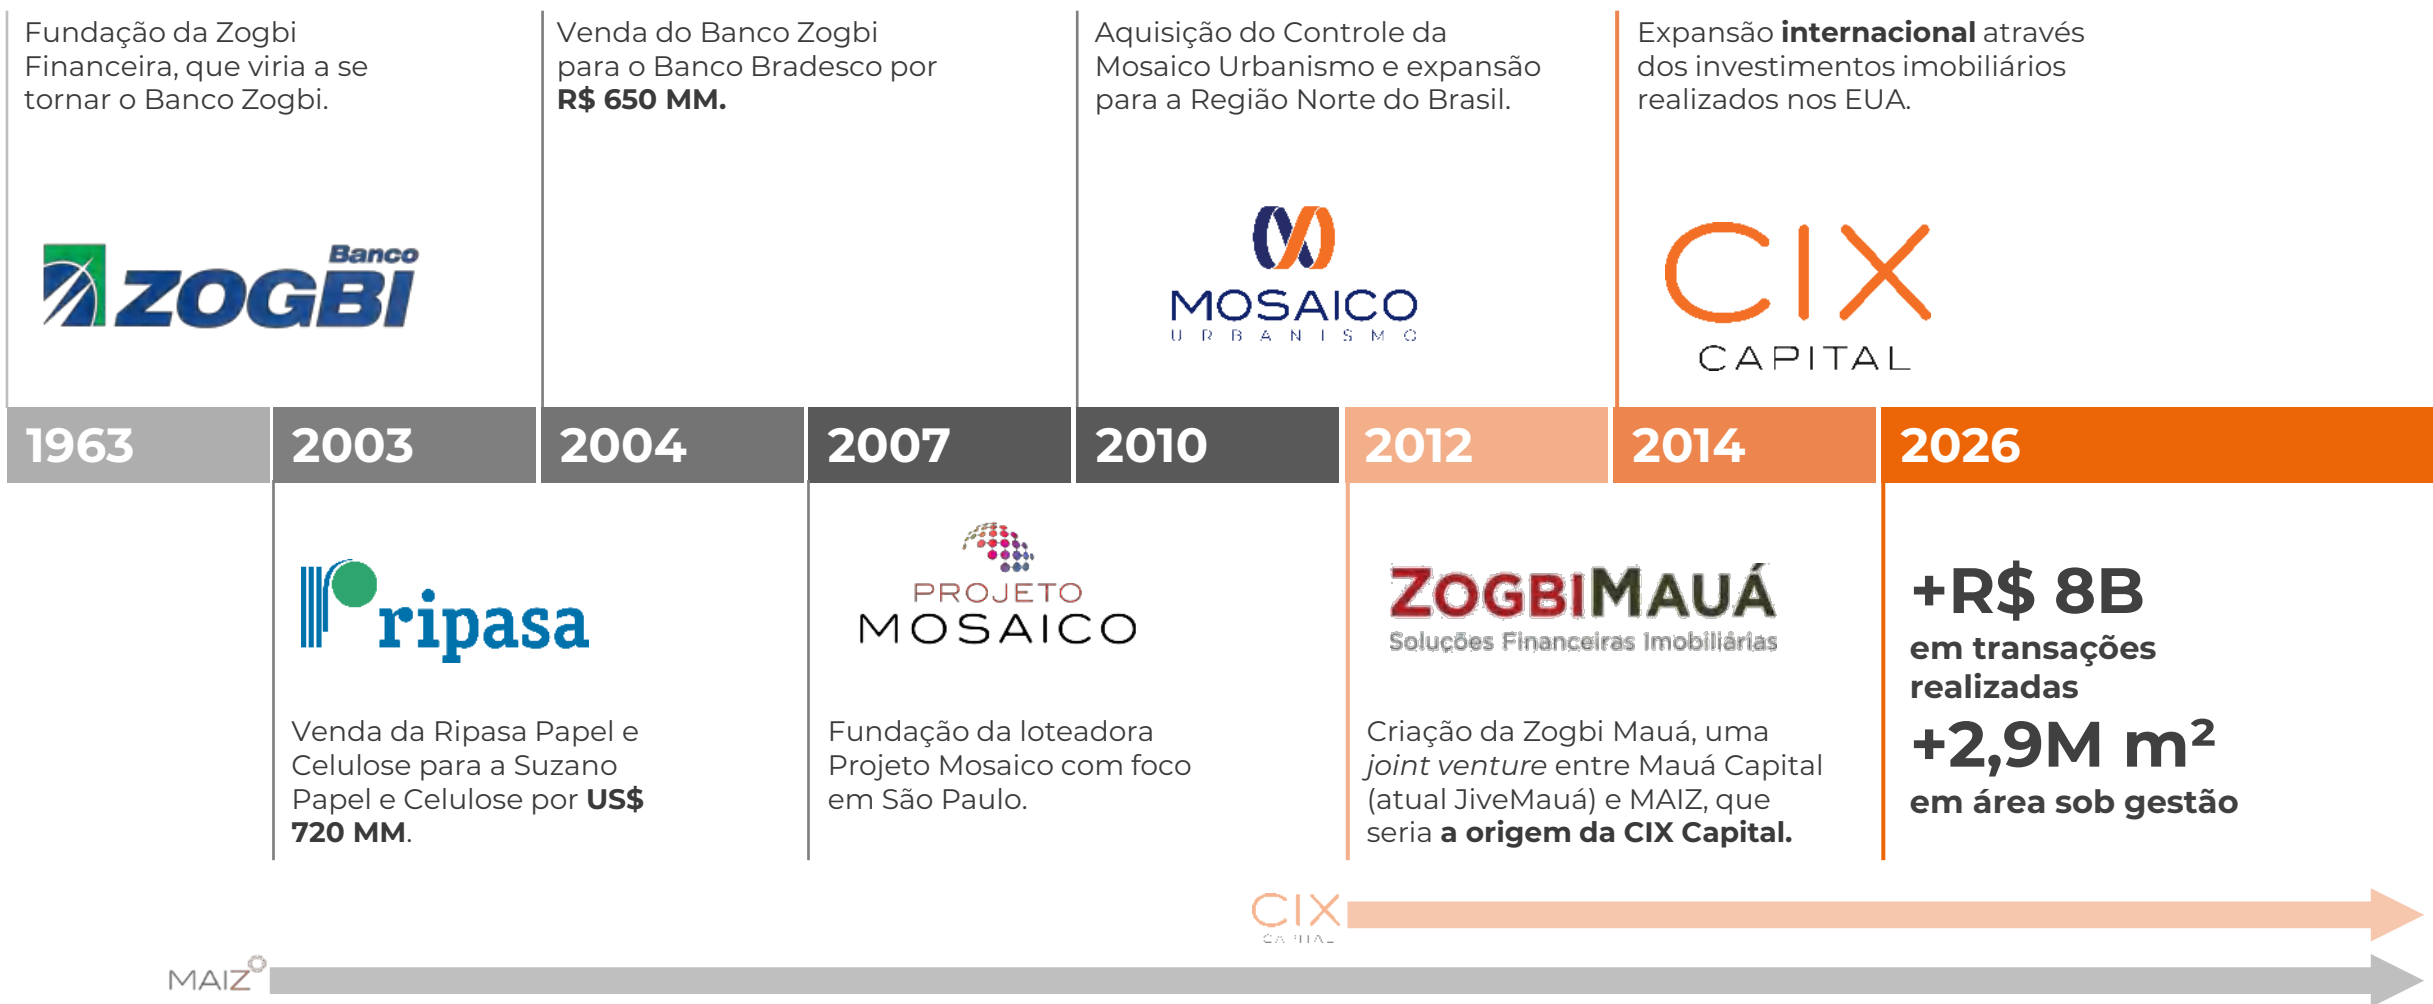 Fundação da Zogbi
Financeira, que viria a se
tornar o Banco Zogbi.
Banco
ZOGBI
Venda do Banco Zogbi
para o Banco Bradesco por
R$ 650 MM.
Aquisição do Controle da
Mosaico Urbanismo e expansão
para a Região Norte do Brasil.
MOSAICO
URBANISMO
Expansão internacional através
dos investimentos imobiliários
realizados nos EUA.
CIX
CAPITAL
1963
2003
2004
2007
2010
2012
2014
2026
ripasa
Venda da Ripasa Papel e
Celulose para a Suzano
Papel e Celulose por US$
720 MM.
PROJETO
MOSAICO
Fundação da loteadora
Projeto Mosaico com foco
em São Paulo.
ZOGBIMAUÁ
Soluções Financeiras Imobiliárias
Criação da Zogbi Mauá, uma
joint venture entre Mauá Capital
(atual JiveMauá) e MAIZ, que
seria a origem da CIX Capital.
+R$ 8B
em transações
realizadas
+2,9M m²
em área sob gestão
CIX
CAPITAL
MAIZ